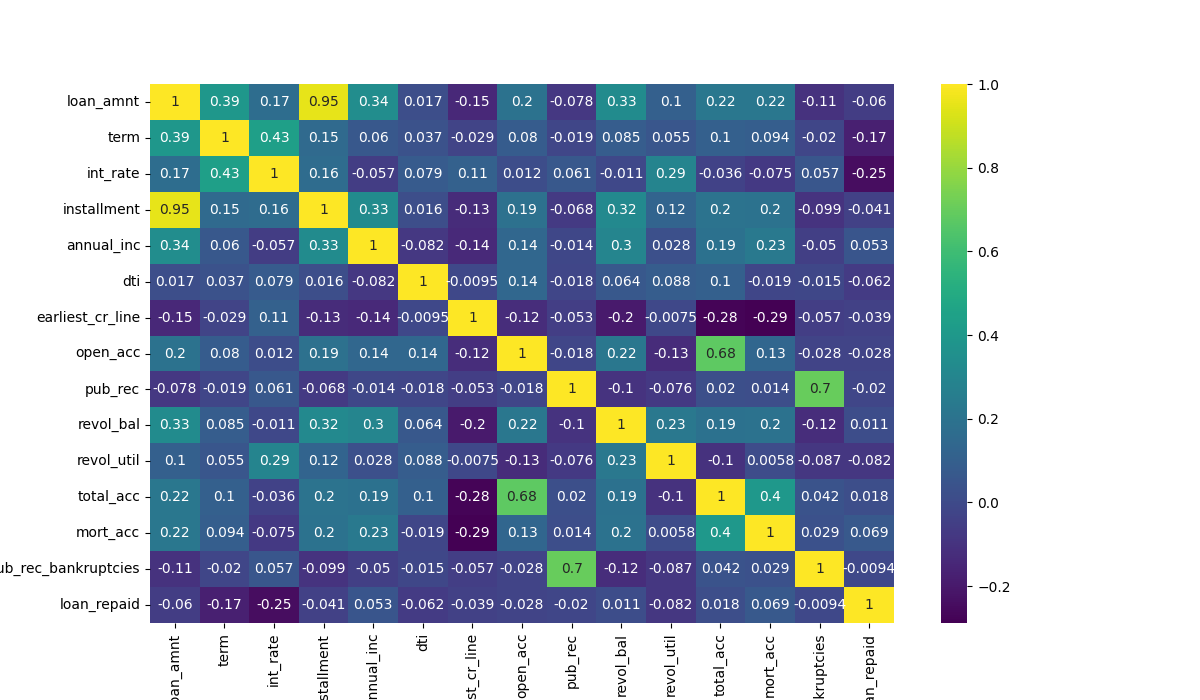 loan_amnt 1 0.39 0.17 0.95 0.34 0.017 -0.15 0.2 -0.078 0.33 0.1 0.22 0.22 -0.11 -0.06 1.0
term 0.39 1 0.43 0.15 0.06 0.037 -0.029 0.08 -0.019 0.085 0.055 0.1 0.094 -0.02 -0.17
int_rate 0.17 0.43 1 0.16 -0.057 0.079 0.11 0.012 0.061 -0.011 0.29 -0.036 -0.075 0.057 -0.25 0.8
installment 0.95 0.15 0.16 1 0.33 0.016 -0.13 0.19 -0.068 0.32 0.12 0.2 0.2 -0.099 -0.041
annual_inc 0.34 0.06 -0.057 0.33 1 -0.082 -0.14 0.14 -0.014 0.3 0.028 0.19 0.23 -0.05 0.053 0.6
dti 0.017 0.037 0.079 0.016 -0.082 1 -0.0095 0.14 -0.018 0.064 0.088 0.1 -0.019 -0.015 -0.062
earliest_cr_line -0.15 -0.029 0.11 -0.13 -0.14 -0.0095 1 -0.12 -0.053 -0.2 -0.0075 -0.28 -0.29 -0.057 -0.039 0.4
open_acc 0.2 0.08 0.012 0.19 0.14 0.14 -0.12 1 -0.018 0.22 -0.13 0.68 0.13 -0.028 -0.028
pub_rec -0.078 -0.019 0.061 -0.068 -0.014 -0.018 -0.053 -0.018 1 -0.1 -0.076 0.02 0.014 0.7 -0.02
revol_bal 0.33 0.085 -0.011 0.32 0.3 0.064 -0.2 0.22 -0.1 1 0.23 0.19 0.2 -0.12 0.011 0.2
revol_util 0.1 0.055 0.29 0.12 0.028 0.088 -0.0075 -0.13 -0.076 0.23 1 -0.1 0.0058 -0.087 -0.082
total_acc 0.22 0.1 -0.036 0.2 0.19 0.1 -0.28 0.68 0.02 0.19 -0.1 1 0.4 0.042 0.018 0.0
mort_acc 0.22 0.094 -0.075 0.2 0.23 -0.019 -0.29 0.13 0.014 0.2 0.0058 0.4 1 0.029 0.069
ub_rec_bankruptcies -0.11 -0.02 0.057 -0.099 -0.05 -0.015 -0.057 -0.028 0.7 -0.12 -0.087 0.042 0.029 1 -0.0094 −0.2
loan_repaid -0.06 -0.17 -0.25 -0.041 0.053 -0.062 -0.039 -0.028 -0.02 0.011 -0.082 0.018 0.069 -0.0094 1
oan_amnt
term
int_rate
stallment
nnual_inc
dti
st_cr_line
open_acc
pub_rec
revol_bal
revol_util
total_acc
mort_acc
kruptcies
an_repaid